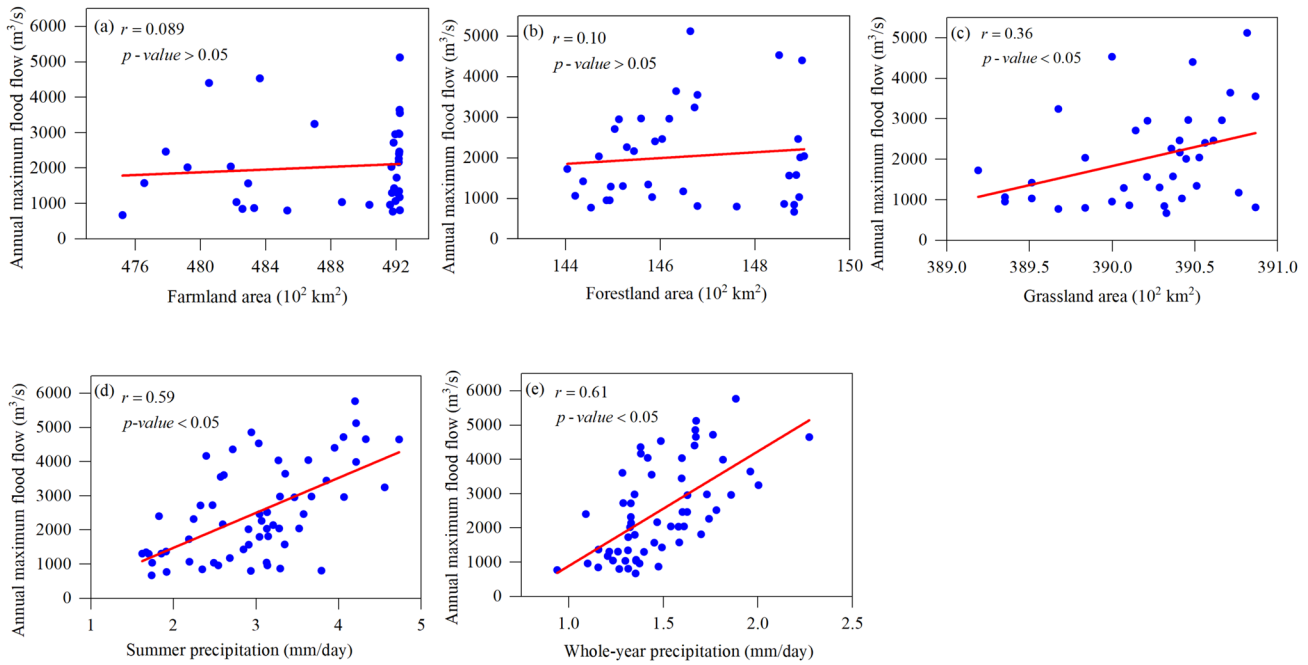 Annual maximum flood flow (m³/s)
6000
5000
4000
3000
2000
1000
0
(a)
r = 0.089
p - value > 0.05
476 480 484 488 492
Farmland area (10² km²)
Annual maximum flood flow (m³/s)
6000
5000
4000
3000
2000
1000
0
(b)
r = 0.10
p - value > 0.05
144 146 148 150
Forestland area (10² km²)
Annual maximum flood flow (m³/s)
5000
4000
3000
2000
1000
0
(c)
r = 0.36
p - value < 0.05
389.0 389.5 390.0 390.5 391.0
Grassland area (10² km²)
Annual maximum flood flow (m³/s)
6000
5000
4000
3000
2000
1000
0
(d)
r = 0.59
p-value < 0.05
1 2 3 4 5
Summer precipitation (mm/day)
Annual maximum flood flow (m³/s)
6000
5000
4000
3000
2000
1000
0
(e)
r = 0.61
p - value < 0.05
1.0 1.5 2.0 2.5
Whole-year precipitation (mm/day)